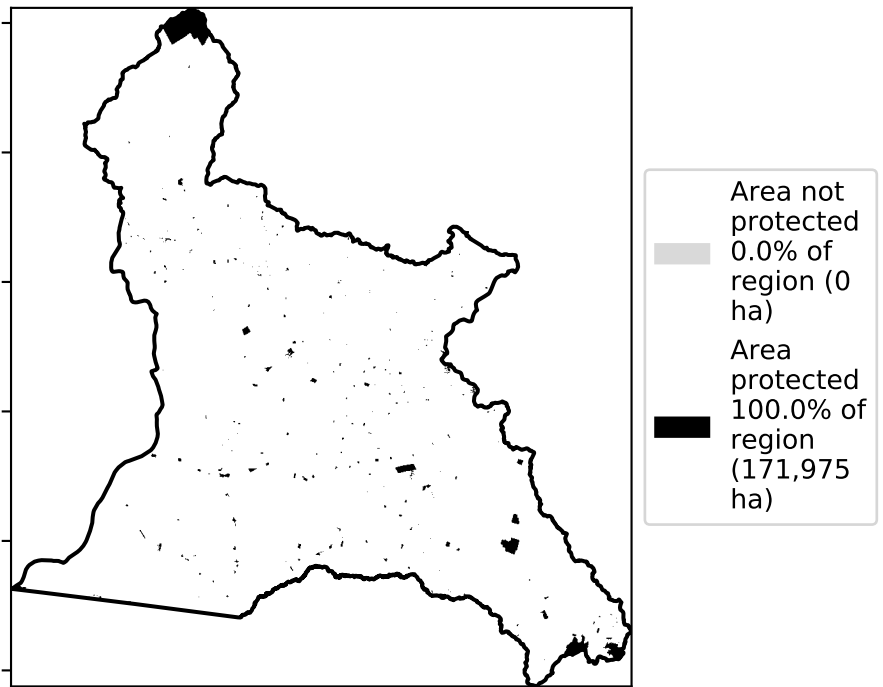 Area not
protected
0.0% of
region (0
ha)
Area
protected
100.0% of
region
(171,975
ha)